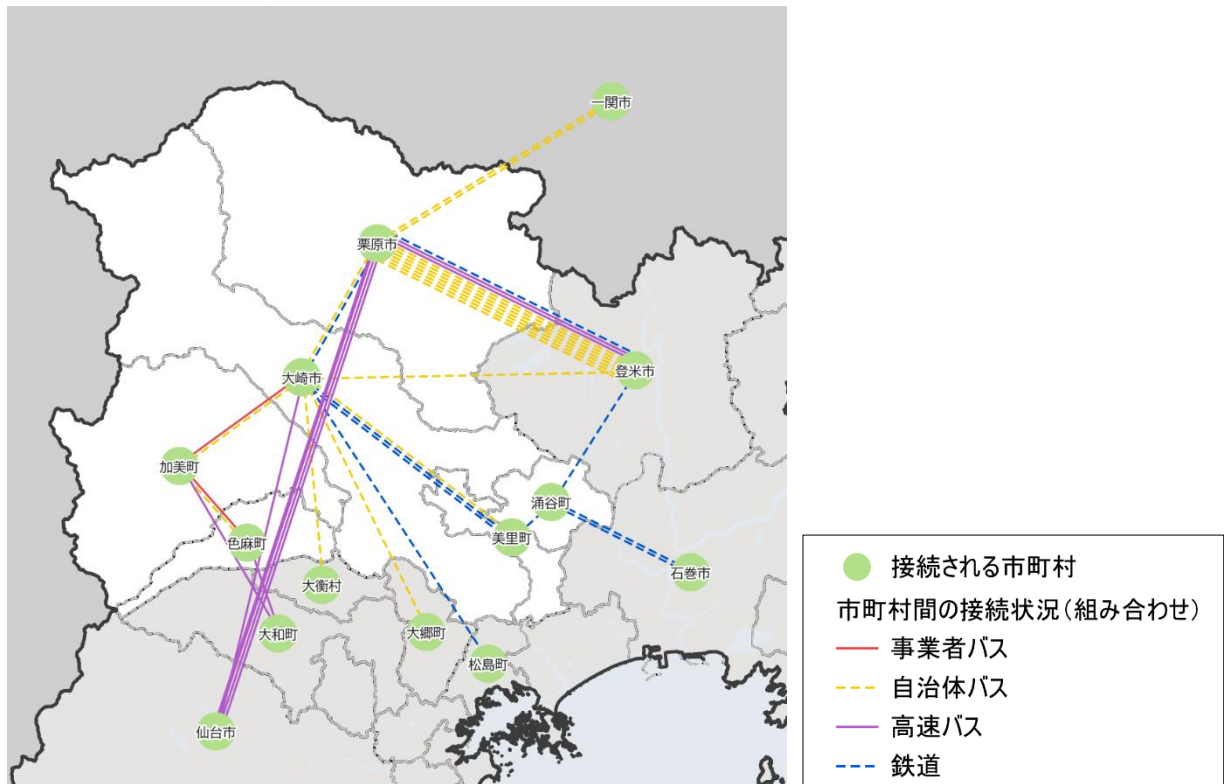 一関市
栗原市
登米市
大崎市
加美町
涌谷町
美里町
色麻町
石巻市
大衡村
大和町
大郷町
松島町
仙台市
接続される市町村
市町村間の接続状況(組み合わせ)
事業者バス
自治体バス
高速バス
鉄道